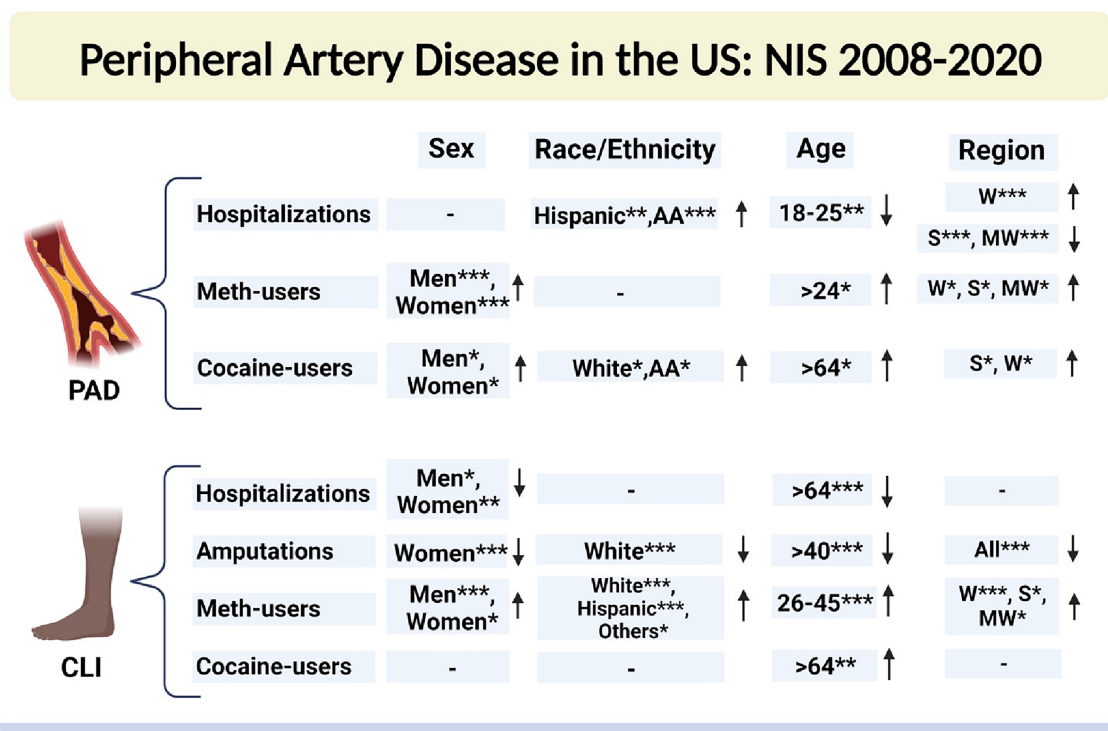 Peripheral Artery Disease in the US: NIS 2008-2020
Sex Race/Ethnicity Age Region
Hospitalizations - Hispanic**,AA*** ↑ 18-25** ↓ W*** ↑
S***, MW*** ↓
Meth-users Men***, Women*** ↑ - >24* ↑ W*, S*, MW* ↑
Cocaine-users Men*, Women* ↑ White*,AA* ↑ >64* ↑ S*, W* ↑
PAD
Hospitalizations Men*, Women** ↓ - >64*** ↓ -
Amputations Women*** ↓ White*** ↓ >40*** ↓ All*** ↓
Meth-users Men***, Women* ↑ White***, Hispanic***, Others* ↑ 26-45*** ↑ W***, S*, MW* ↑
Cocaine-users - - >64** ↑ -
CLI